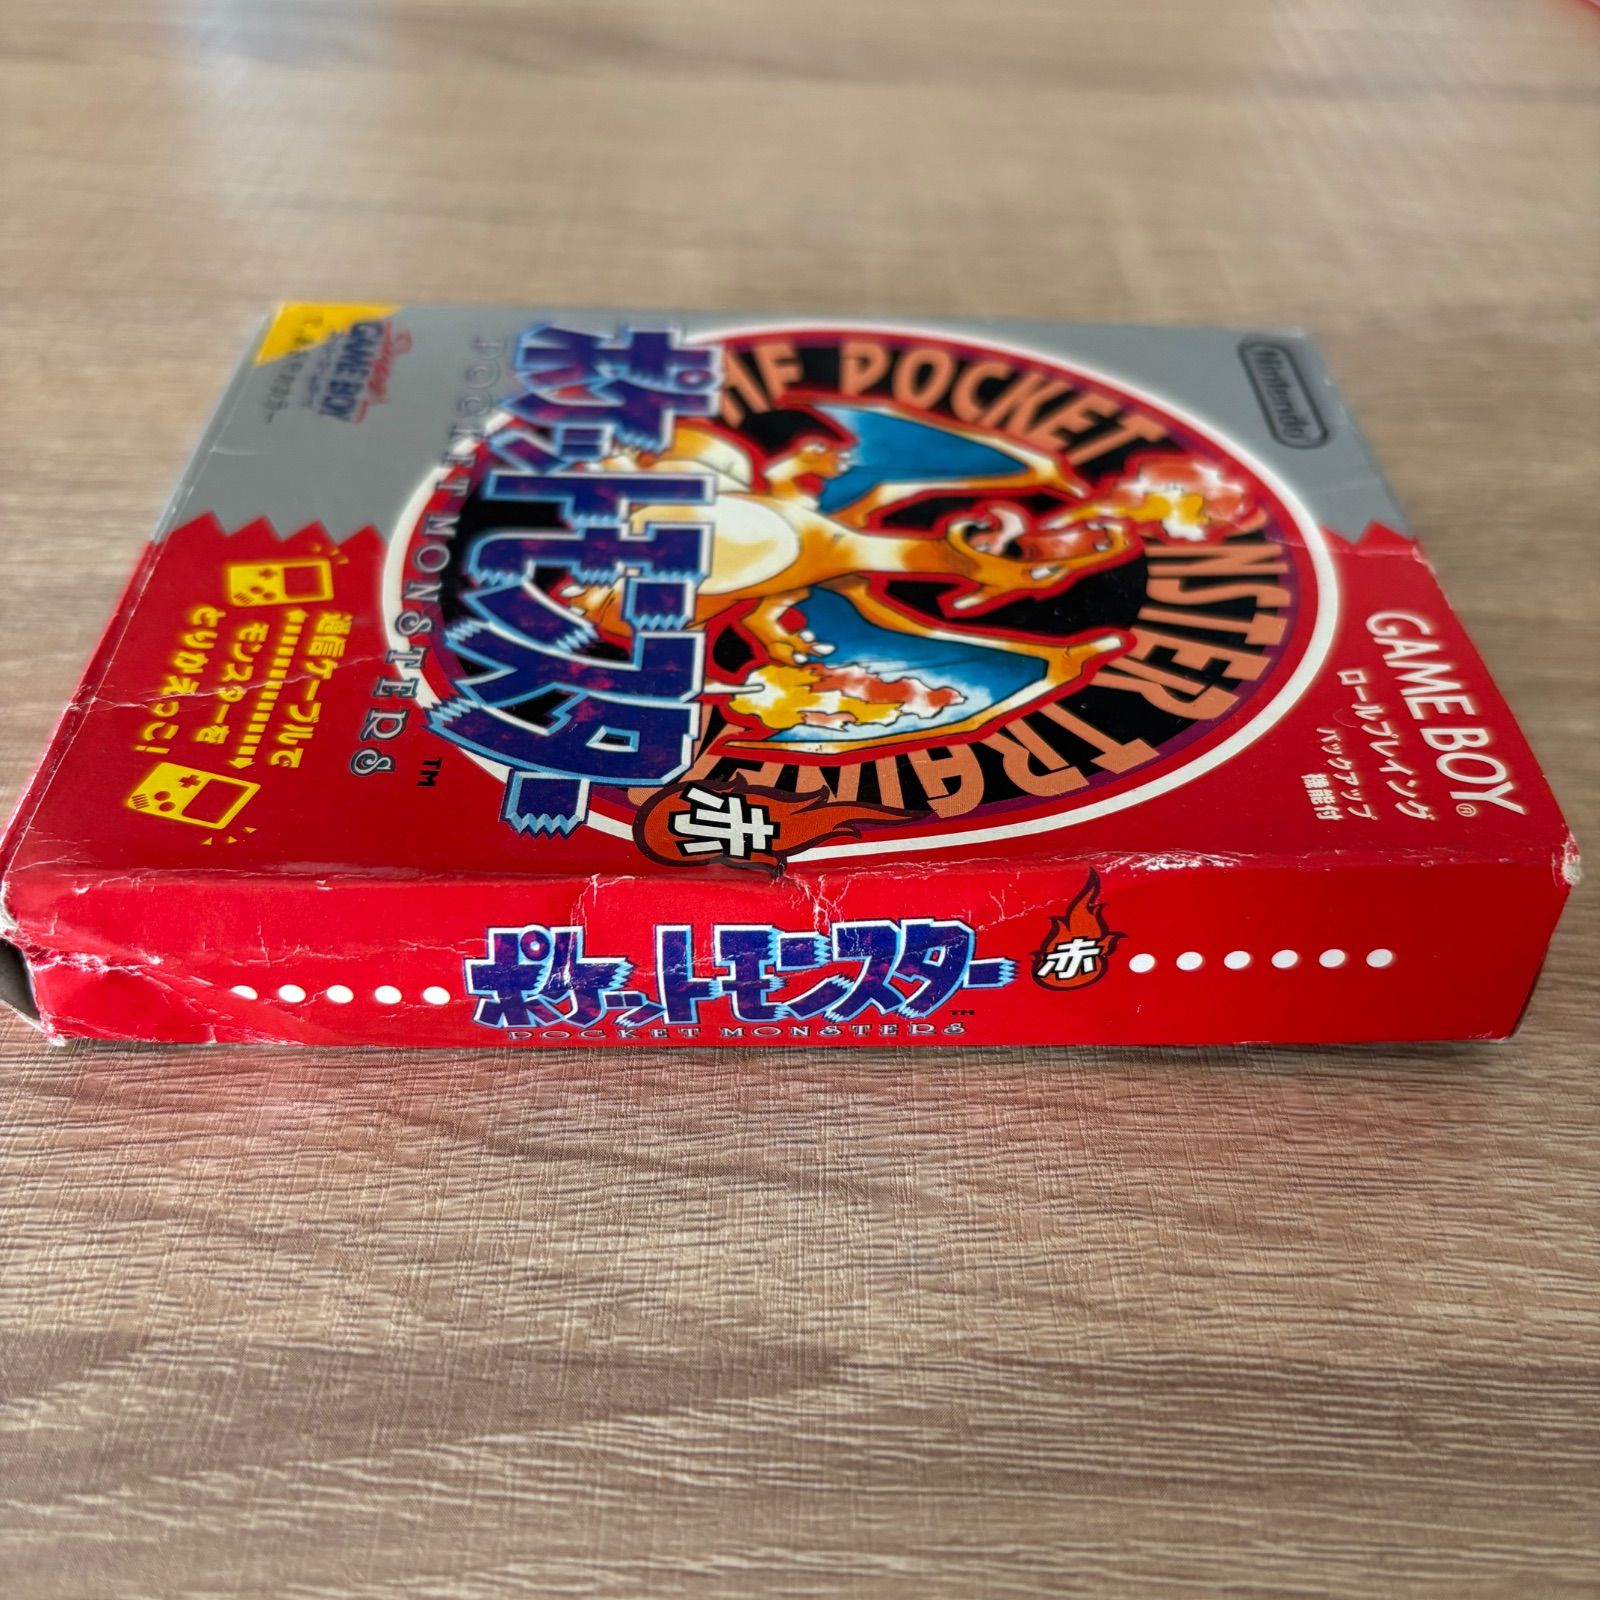 Nintendo
GAME BOY®
ロールプレイング
バックアップ
機能付
THE POCKET MONSTER TRAINER
ポケットモンスター
POCKET MONSTERS
TM
赤
Super
GAME BOY
通信ケーブルで
モンスターを
とりかえっこ!
ポケットモンスター 赤
TM
POCKET MONSTERS